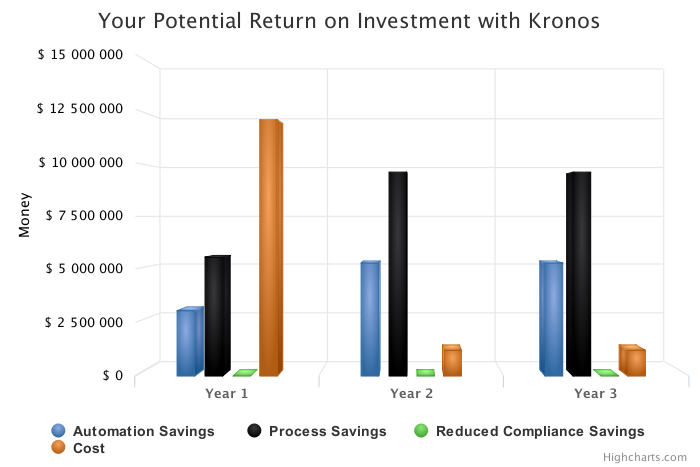 Your Potential Return on Investment with Kronos
$ 15 000 000
$ 12 500 000
$ 10 000 000
$ 7 500 000
$ 5 000 000
$ 2 500 000
$ 0
Money
Year 1 Year 2 Year 3
Automation Savings Process Savings Reduced Compliance Savings
Cost
Highcharts.com